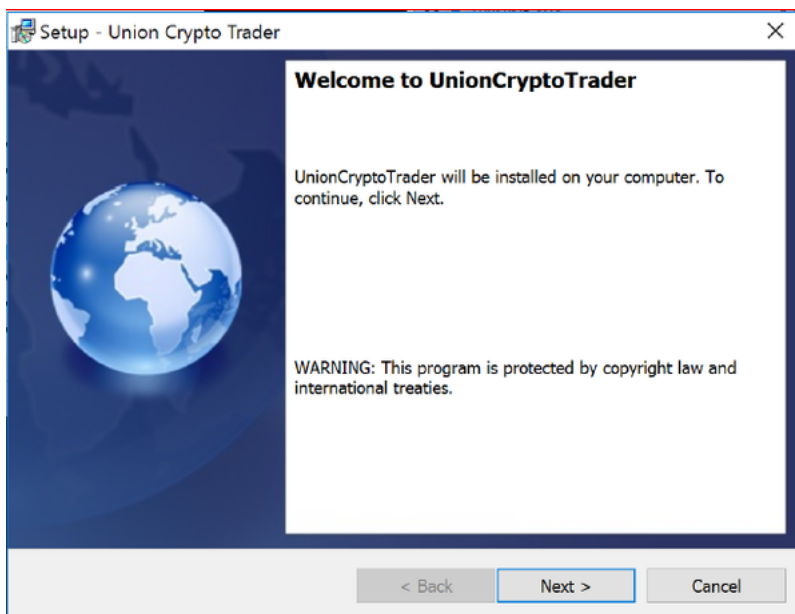 Setup - Union Crypto Trader
Welcome to UnionCryptoTrader
UnionCryptoTrader will be installed on your computer. To
continue, click Next.
WARNING: This program is protected by copyright law and
international treaties.
< Back
Next >
Cancel